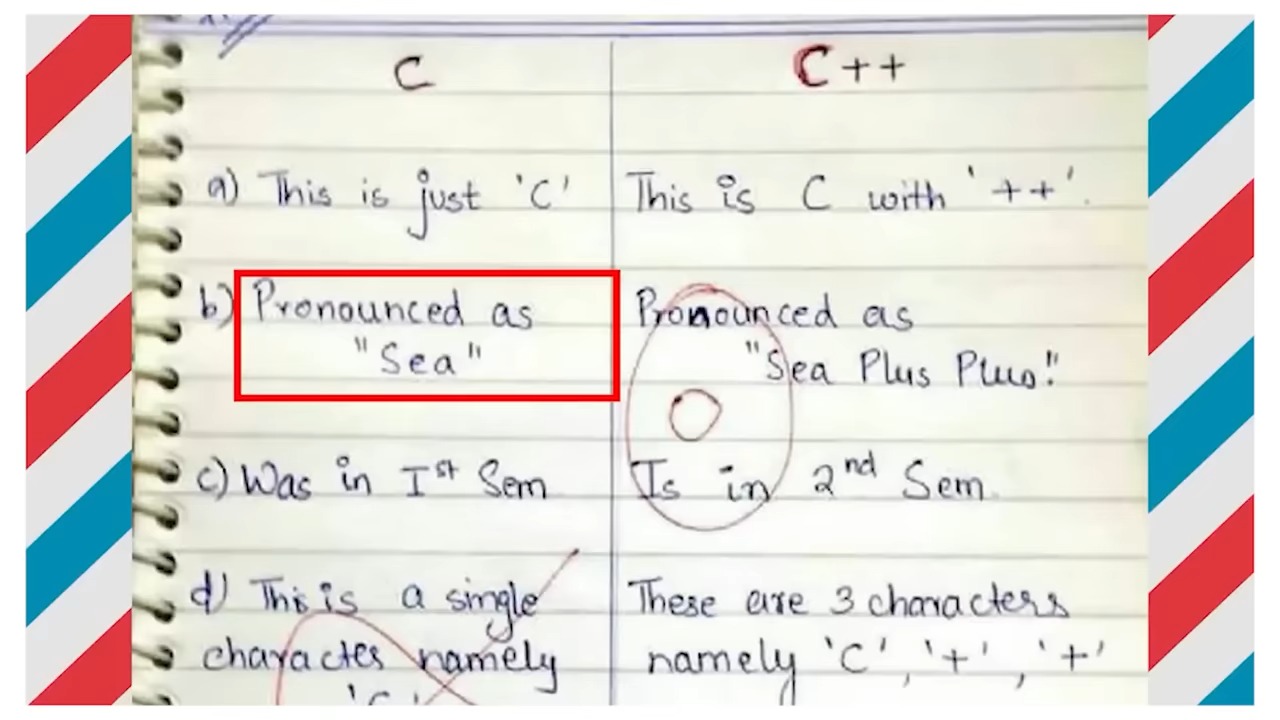 C
C++
a) This is just 'C'
This is C with '++'.
b) Pronounced as
"Sea"
Pronounced as
"Sea Plus Plus"
c) Was in Ist Sem
Is in 2nd Sem.
d) This is a single
character namely
'C'
These are 3 characters
namely 'C', '+', '+'